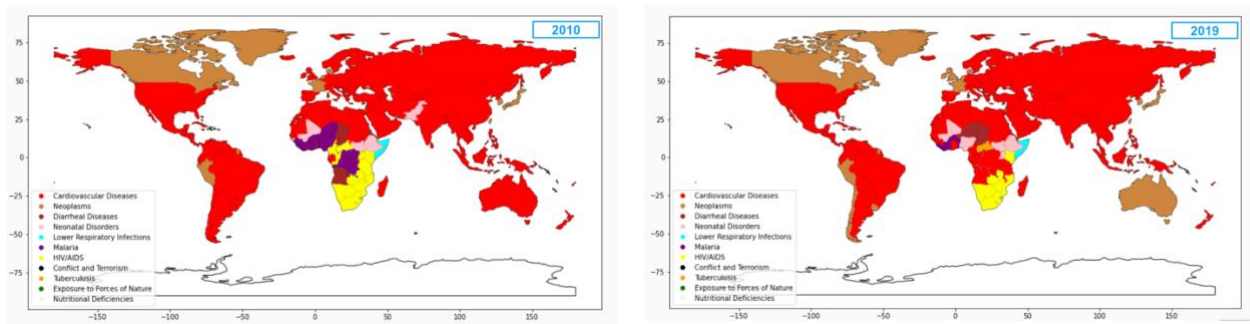 2010
75
50
25
0
−25
−50
−75
Cardiovascular Diseases
Neoplasms
Diarrheal Diseases
Neonatal Disorders
Lower Respiratory Infections
Malaria
HIV/AIDS
Conflict and Terrorism
Tuberculosis
Exposure to Forces of Nature
Nutritional Deficiencies
−150
−100
−50
0
50
100
150
2019
75
50
25
0
−25
−50
−75
Cardiovascular Diseases
Neoplasms
Diarrheal Diseases
Neonatal Disorders
Lower Respiratory Infections
Malaria
HIV/AIDS
Conflict and Terrorism
Tuberculosis
Exposure to Forces of Nature
Nutritional Deficiencies
−150
−100
−50
0
50
100
150